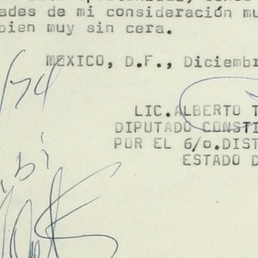 ades de mi consideración mu
bien muy sin cera.
MEXICO, D.F., Diciembr
LIC. ALBERTO T
DIPUTADO CONSTI
POR EL 6/o.DIST
ESTADO D